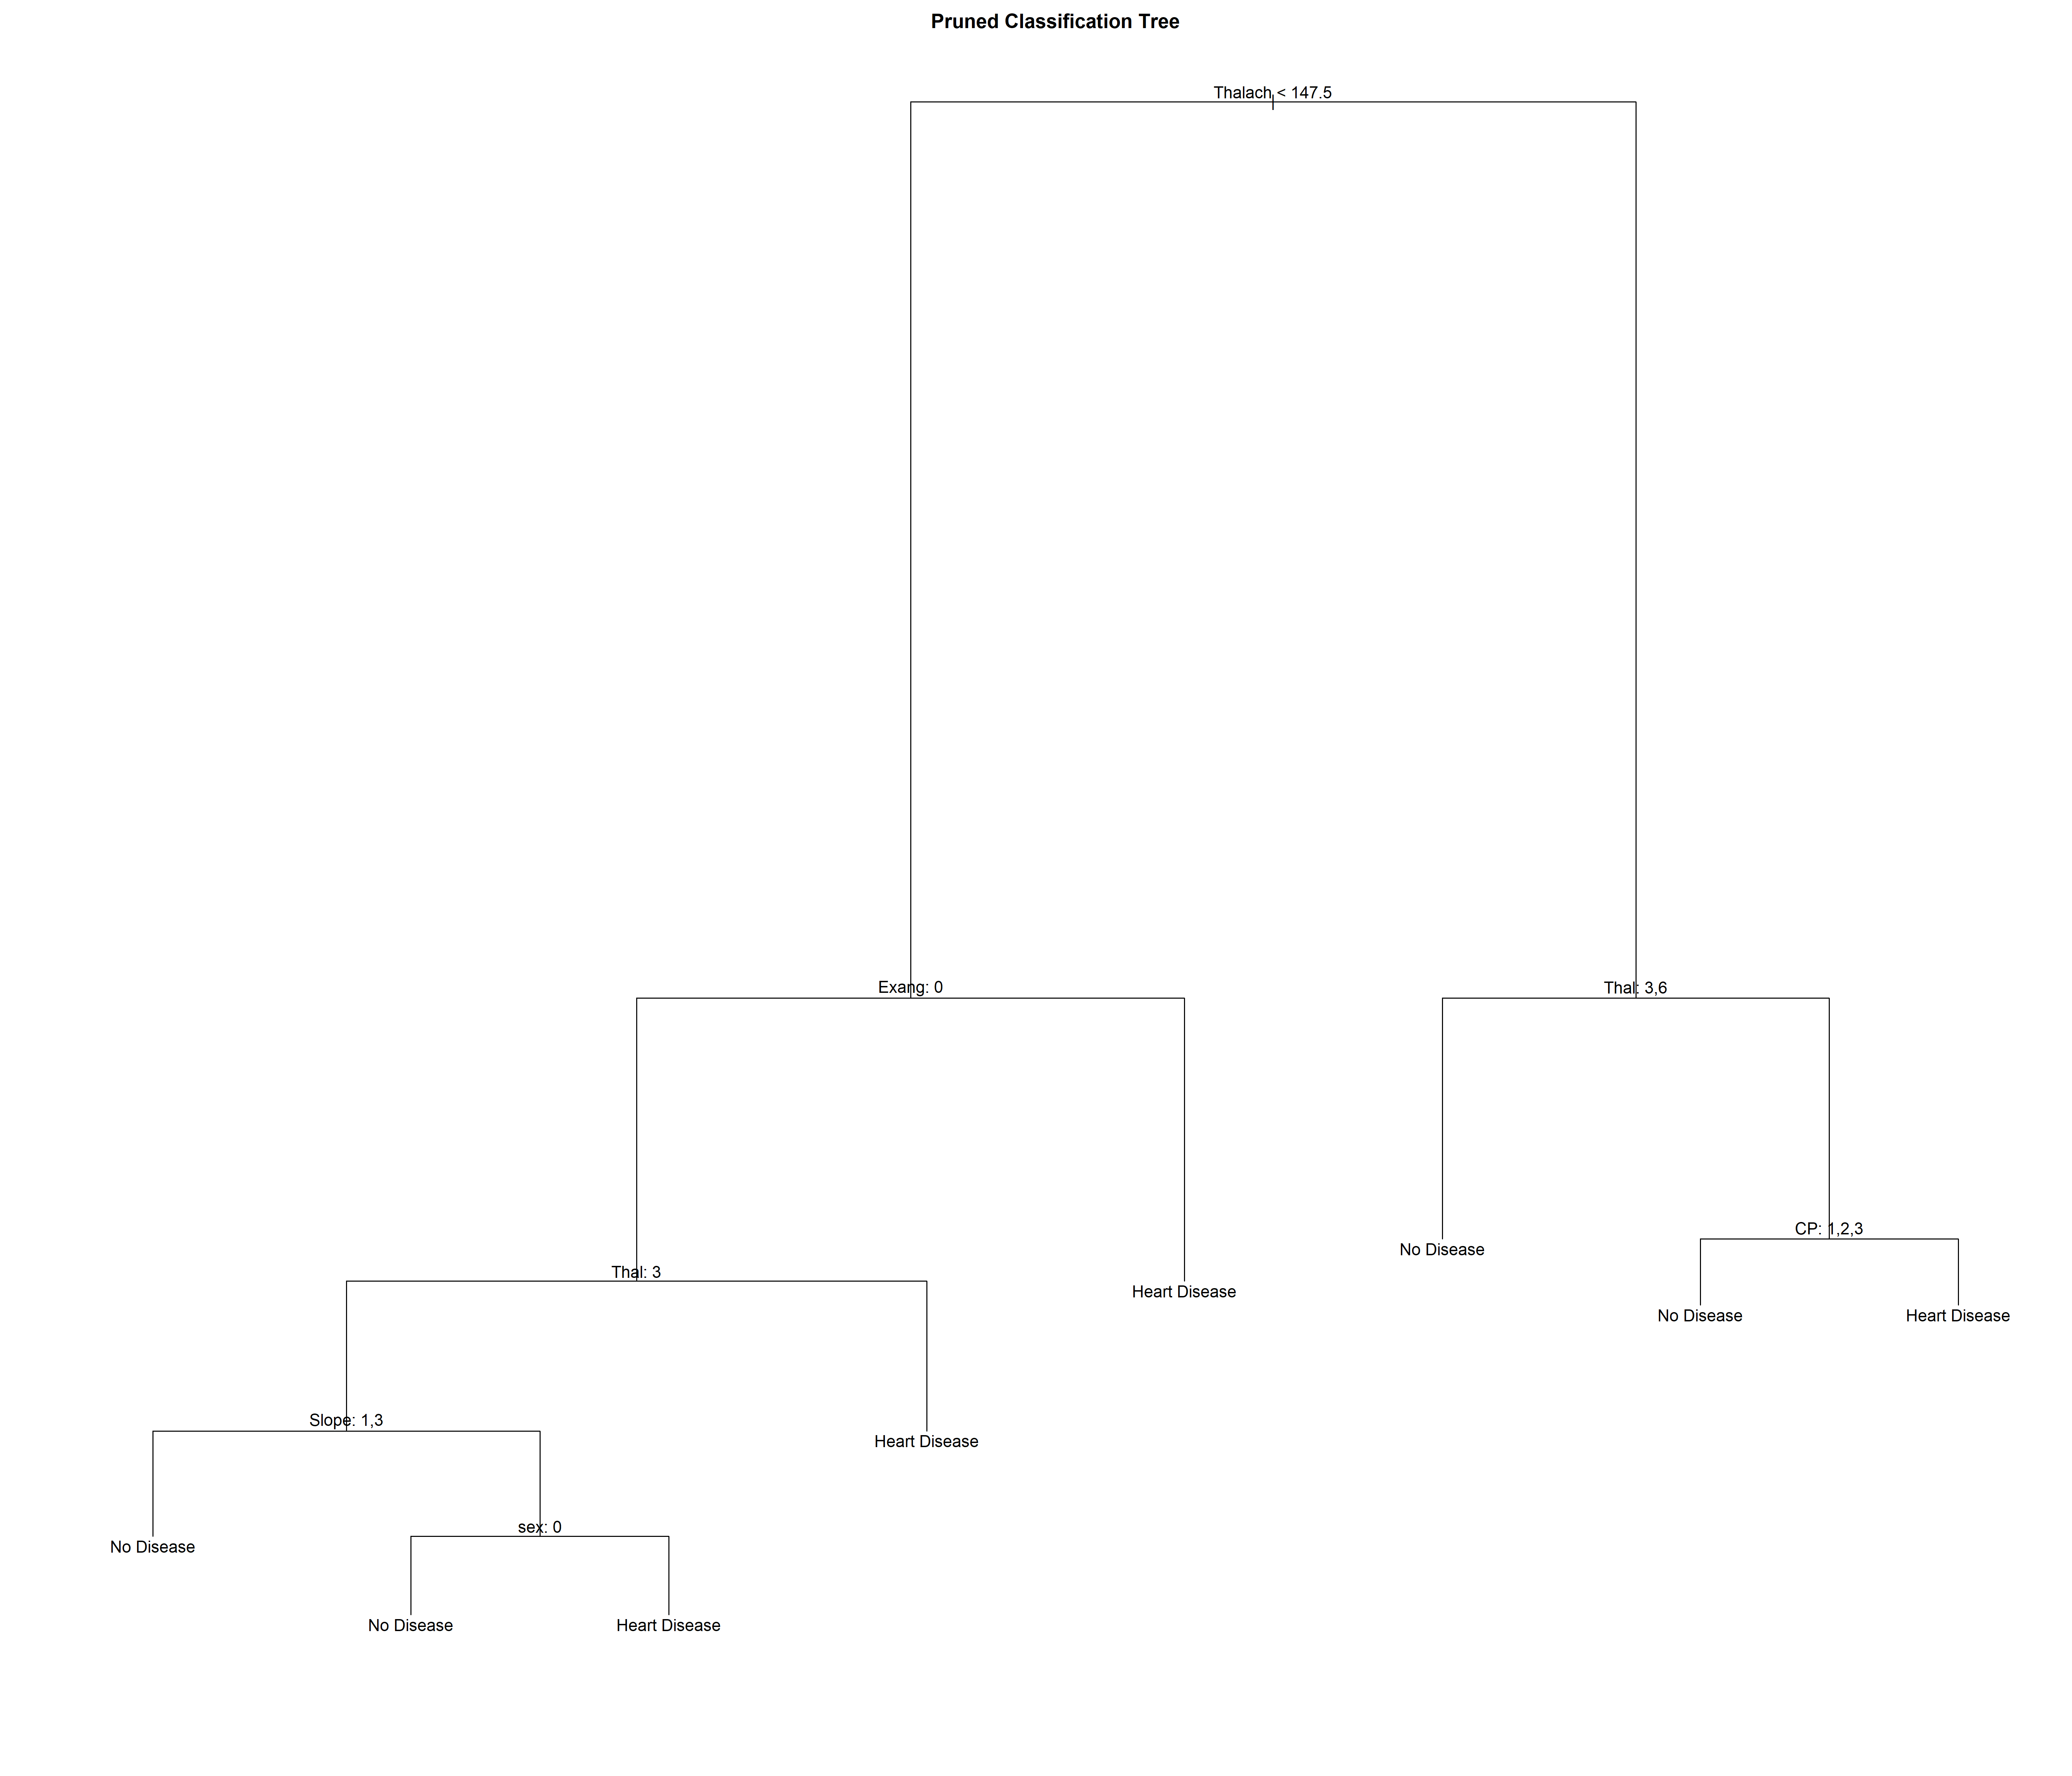 Pruned Classification Tree
Thalach < 147.5
Exang: 0
Thal: 3,6
Thal: 3
Heart Disease
No Disease
CP: 1,2,3
No Disease
Heart Disease
Slope: 1,3
Heart Disease
No Disease
sex: 0
No Disease
Heart Disease